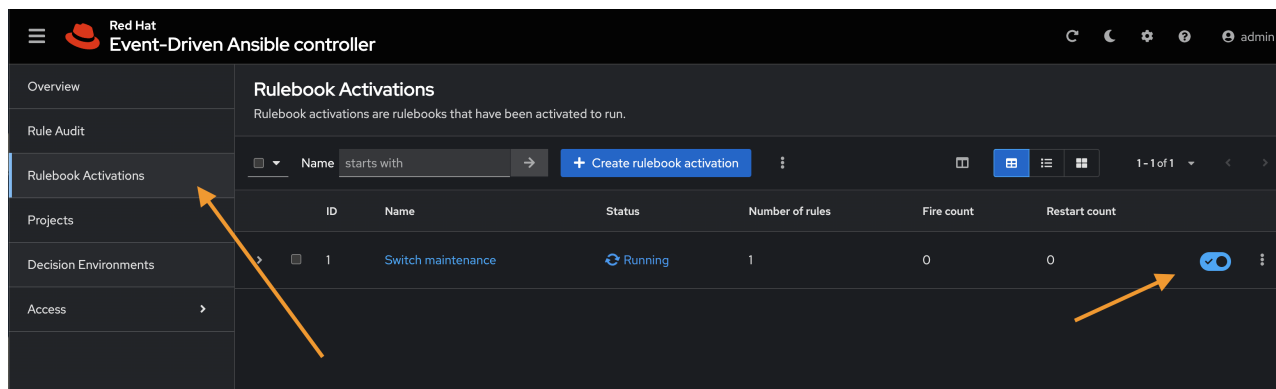 Red Hat
Event-Driven Ansible controller
admin
Overview
Rule Audit
Rulebook Activations
Projects
Decision Environments
Access
Rulebook Activations
Rulebook activations are rulebooks that have been activated to run.
Name starts with + Create rulebook activation 1 - 1 of 1
ID Name Status Number of rules Fire count Restart count
1 Switch maintenance Running 1 0 0